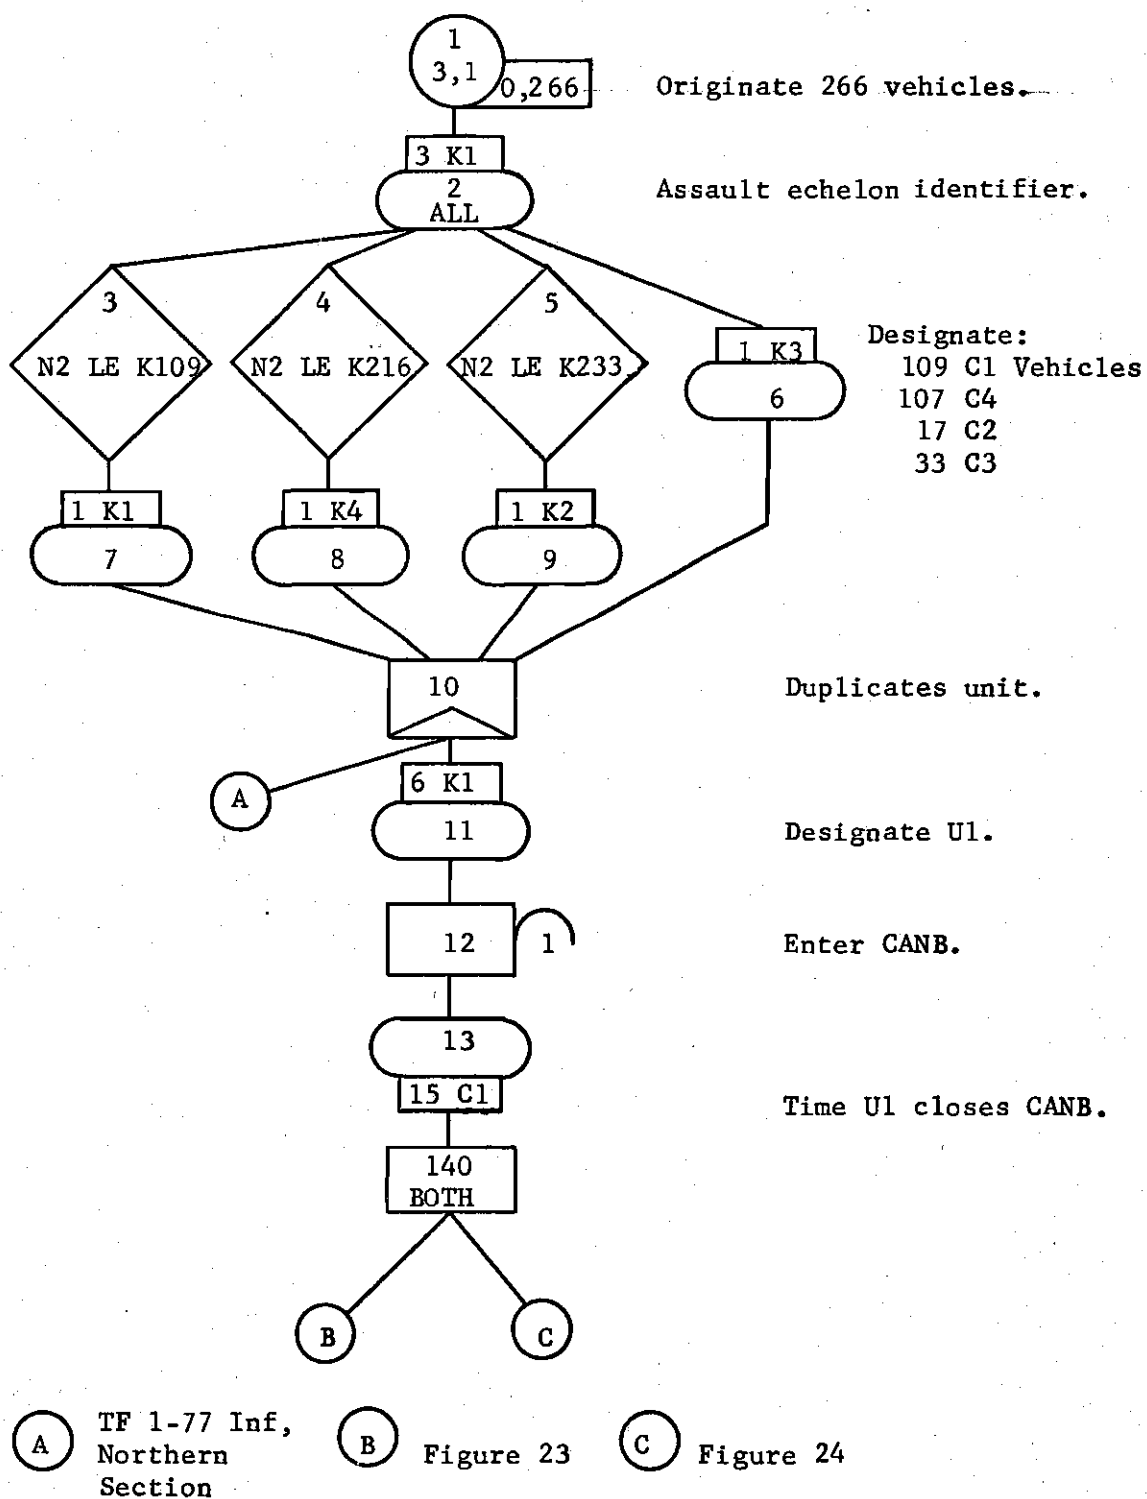 1
3,1
0,266
Originate 266 vehicles.
3 K1
2
ALL
Assault echelon identifier.
3
N2 LE K109
4
N2 LE K216
5
N2 LE K233
1 K3
6
Designate:
109 C1 Vehicles
107 C4
17 C2
33 C3
1 K1
7
1 K4
8
1 K2
9
10
Duplicates unit.
A
6 K1
11
Designate U1.
12
1
Enter CANB.
13
15 C1
Time U1 closes CANB.
140
BOTH
B
C
A
TF 1-77 Inf,
Northern
Section
B
Figure 23
C
Figure 24